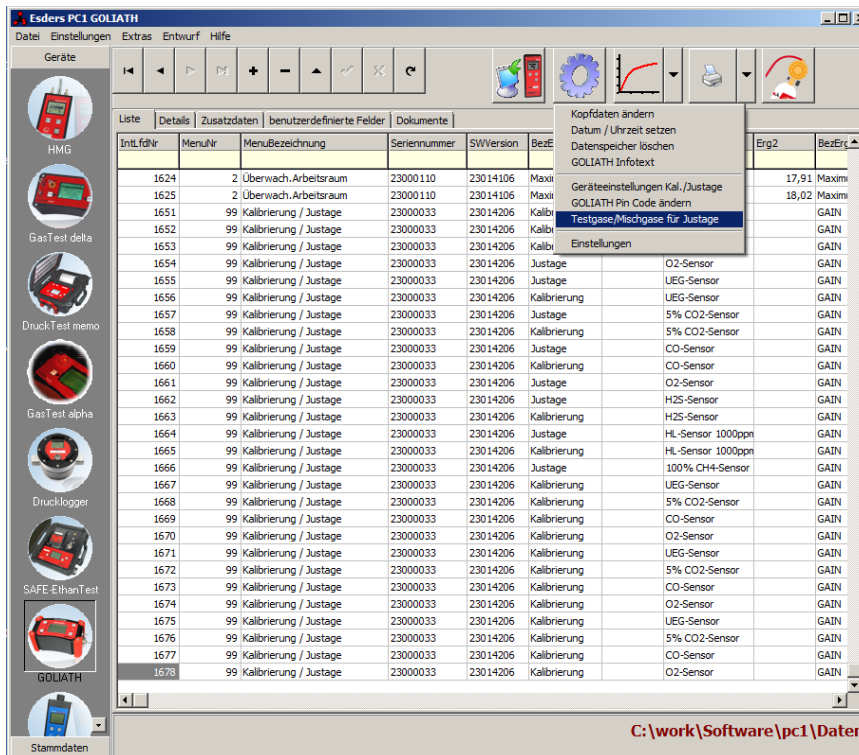 Esders PC1 GOLIATH
Datei Einstellungen Extras Entwurf Hilfe
Geräte
HMG
GasTest delta
DruckTest memo
GasTest alpha
Drucklogger
SAFE-EthanTest
GOLIATH
Stammdaten
Kopfdaten ändern
Datum / Uhrzeit setzen
Datenspeicher löschen
GOLIATH Infotext
Geräteeinstellungen Kal./Justage
GOLIATH Pin Code ändern
Testgase/Mischgase für Justage
Einstellungen
Liste Details Zusatzdaten benutzerdefinierte Felder Dokumente
IntLfdNr MenuNr MenuBezeichnung Seriennummer SWVersion BezE Erg2 BezErg
1624 2 Überwach.Arbeitsraum 23000110 23014106 Maxi 17,91 Maximu
1625 2 Überwach.Arbeitsraum 23000110 23014106 Maxi 18,02 Maximu
1651 99 Kalibrierung / Justage 23000033 23014206 Kalib GAIN
1652 99 Kalibrierung / Justage 23000033 23014206 Kalib GAIN
1653 99 Kalibrierung / Justage 23000033 23014206 Kalib GAIN
1654 99 Kalibrierung / Justage 23000033 23014206 Justage O2-Sensor GAIN
1655 99 Kalibrierung / Justage 23000033 23014206 Justage UEG-Sensor GAIN
1656 99 Kalibrierung / Justage 23000033 23014206 Kalibrierung UEG-Sensor GAIN
1657 99 Kalibrierung / Justage 23000033 23014206 Justage 5% CO2-Sensor GAIN
1658 99 Kalibrierung / Justage 23000033 23014206 Kalibrierung 5% CO2-Sensor GAIN
1659 99 Kalibrierung / Justage 23000033 23014206 Justage CO-Sensor GAIN
1660 99 Kalibrierung / Justage 23000033 23014206 Kalibrierung CO-Sensor GAIN
1661 99 Kalibrierung / Justage 23000033 23014206 Justage O2-Sensor GAIN
1662 99 Kalibrierung / Justage 23000033 23014206 Justage H2S-Sensor GAIN
1663 99 Kalibrierung / Justage 23000033 23014206 Kalibrierung H2S-Sensor GAIN
1664 99 Kalibrierung / Justage 23000033 23014206 Justage HL-Sensor 1000ppn GAIN
1665 99 Kalibrierung / Justage 23000033 23014206 Kalibrierung HL-Sensor 1000ppn GAIN
1666 99 Kalibrierung / Justage 23000033 23014206 Justage 100% CH4-Sensor GAIN
1667 99 Kalibrierung / Justage 23000033 23014206 Kalibrierung UEG-Sensor GAIN
1668 99 Kalibrierung / Justage 23000033 23014206 Kalibrierung 5% CO2-Sensor GAIN
1669 99 Kalibrierung / Justage 23000033 23014206 Kalibrierung CO-Sensor GAIN
1670 99 Kalibrierung / Justage 23000033 23014206 Kalibrierung O2-Sensor GAIN
1671 99 Kalibrierung / Justage 23000033 23014206 Kalibrierung UEG-Sensor GAIN
1672 99 Kalibrierung / Justage 23000033 23014206 Kalibrierung 5% CO2-Sensor GAIN
1673 99 Kalibrierung / Justage 23000033 23014206 Kalibrierung CO-Sensor GAIN
1674 99 Kalibrierung / Justage 23000033 23014206 Kalibrierung O2-Sensor GAIN
1675 99 Kalibrierung / Justage 23000033 23014206 Kalibrierung UEG-Sensor GAIN
1676 99 Kalibrierung / Justage 23000033 23014206 Kalibrierung 5% CO2-Sensor GAIN
1677 99 Kalibrierung / Justage 23000033 23014206 Kalibrierung CO-Sensor GAIN
1678 99 Kalibrierung / Justage 23000033 23014206 Kalibrierung O2-Sensor GAIN
C:\work\Software\pc1\Daten